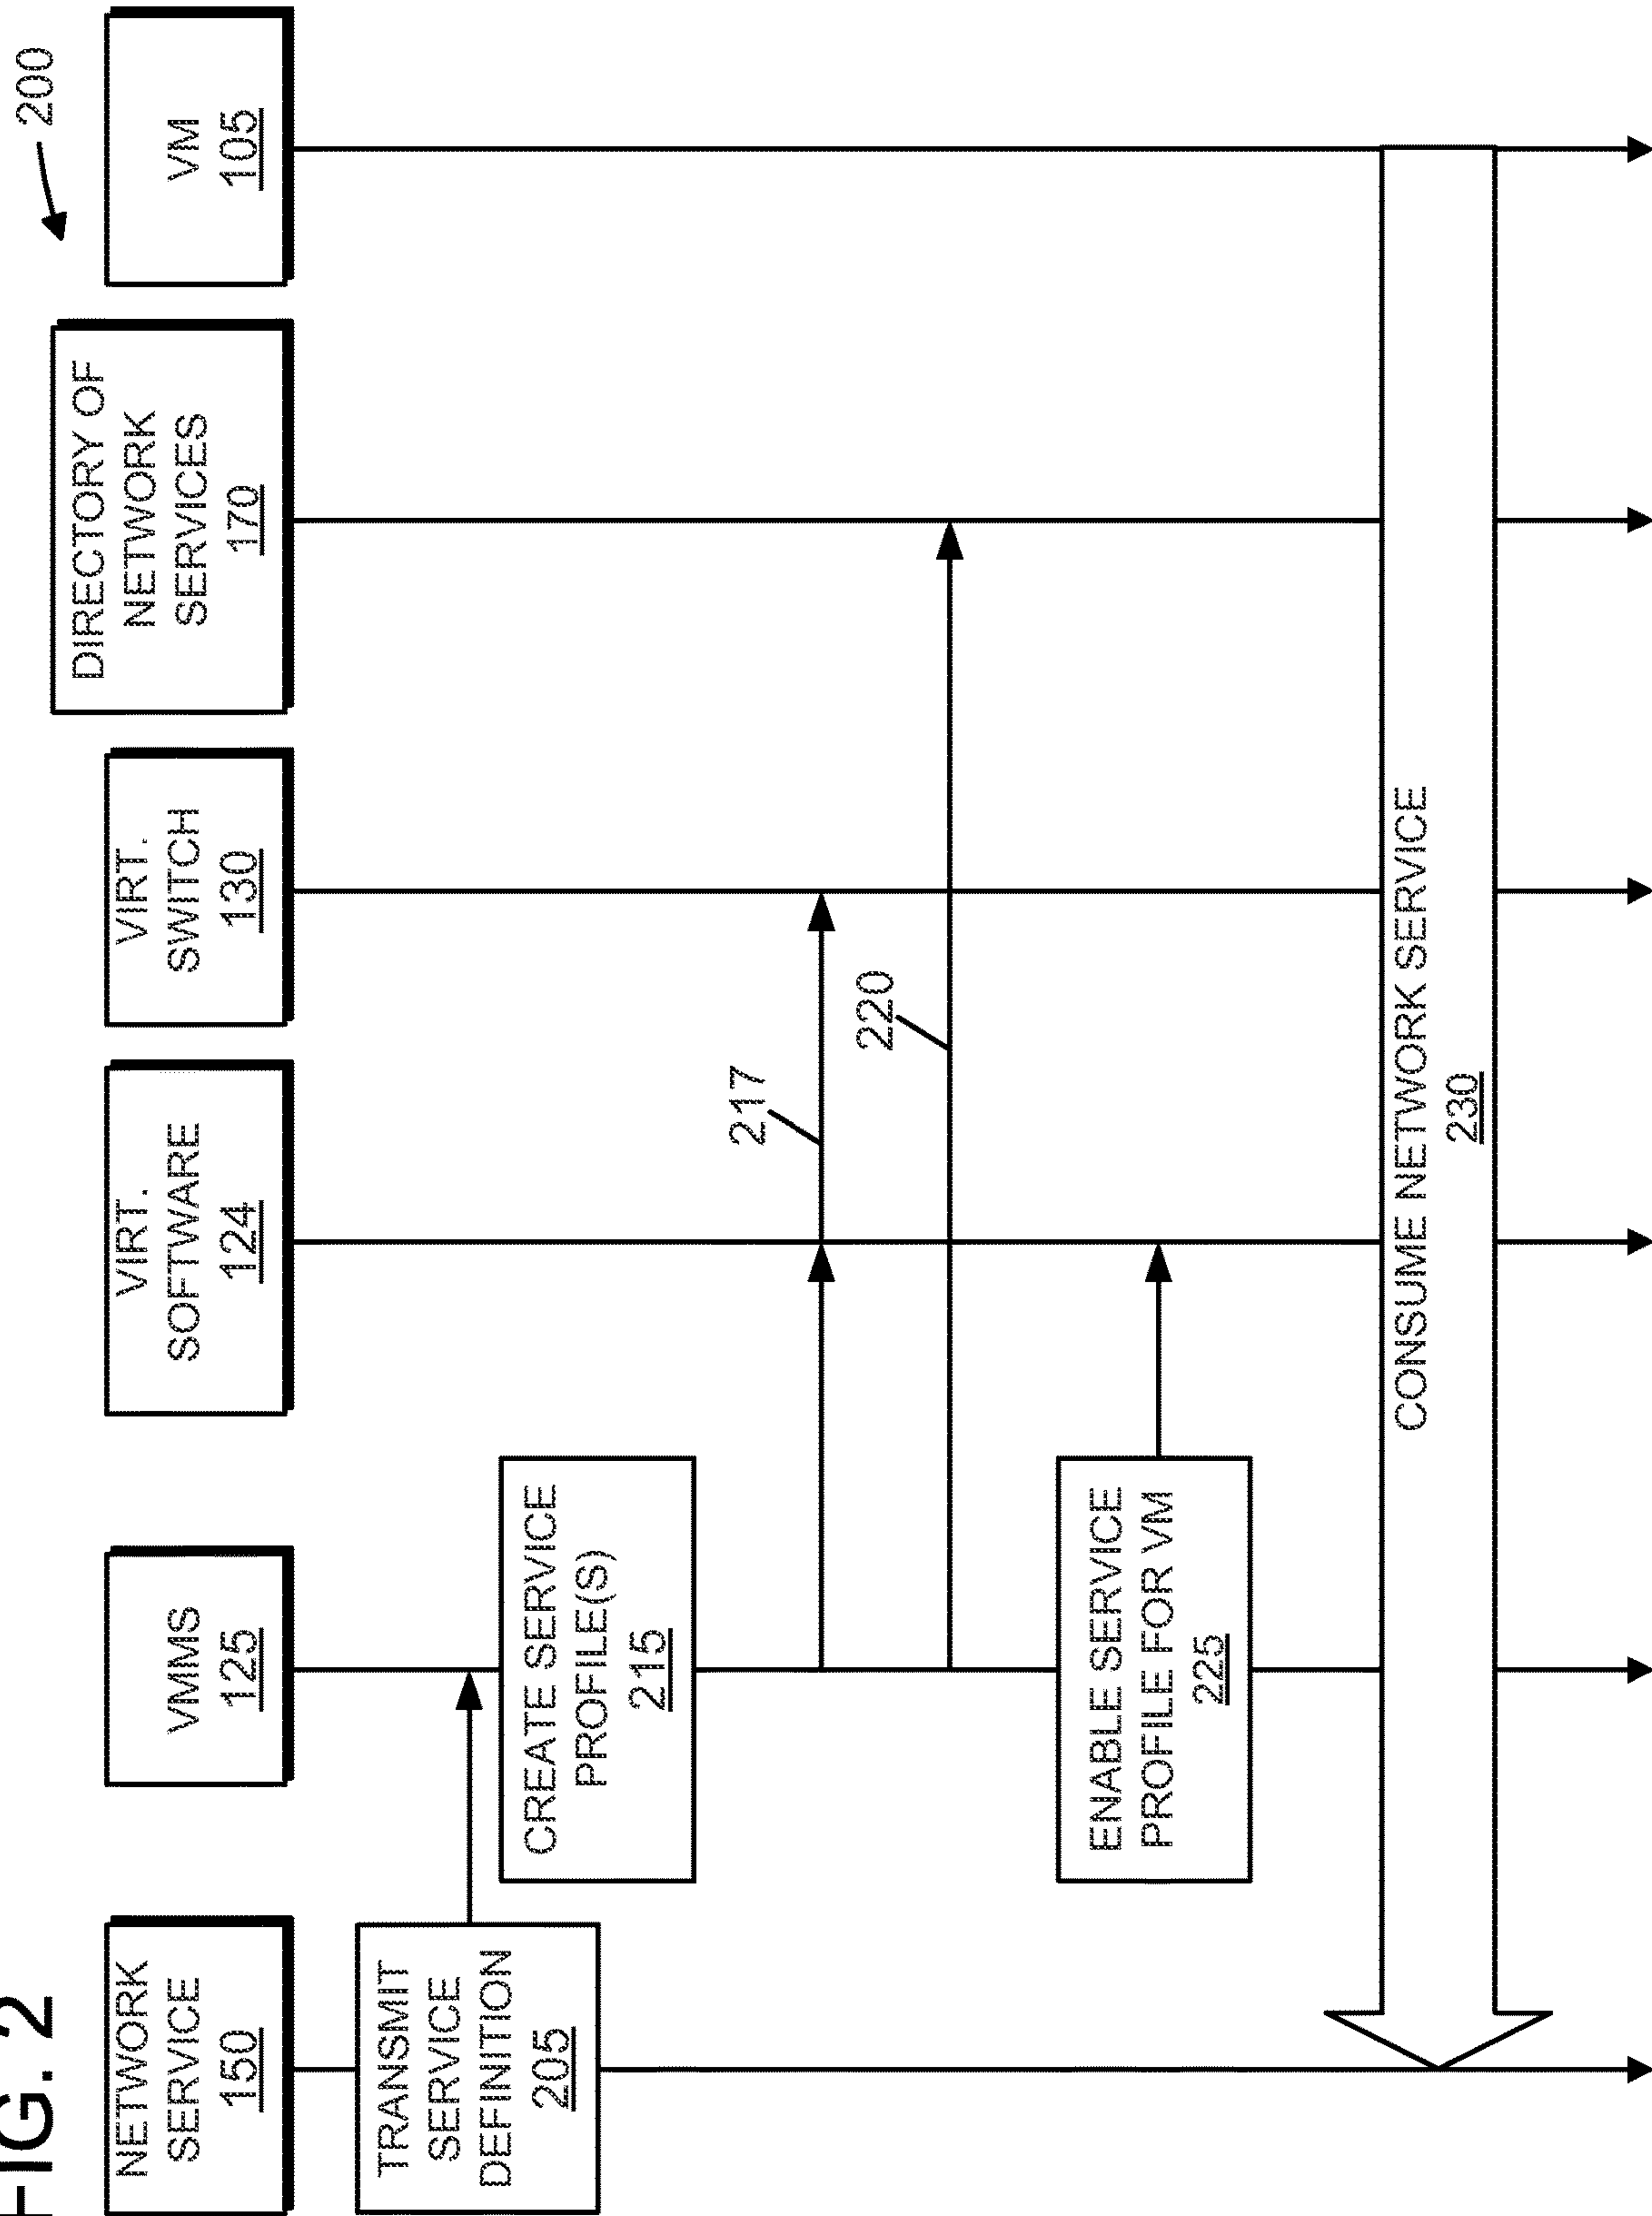 FIG. 2
200
NETWORK
SERVICE
150
VMMS
125
VIRT.
SOFTWARE
124
VIRT.
SWITCH
130
DIRECTORY OF
NETWORK
SERVICES
170
VM
105
TRANSMIT
SERVICE
DEFINITION
205
CREATE SERVICE
PROFILE(S)
215
217
220
ENABLE SERVICE
PROFILE FOR VM
225
CONSUME NETWORK SERVICE
230